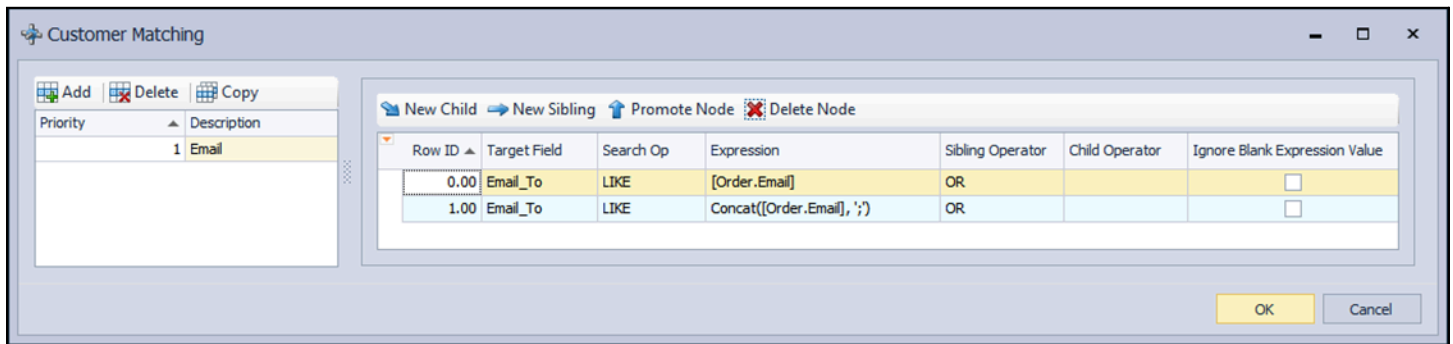 Customer Matching
Add Delete Copy
Priority Description
1 Email
New Child New Sibling Promote Node Delete Node
Row ID Target Field Search Op Expression Sibling Operator Child Operator Ignore Blank Expression Value
0.00 Email_To LIKE [Order.Email] OR
1.00 Email_To LIKE Concat([Order.Email], ';') OR
OK Cancel